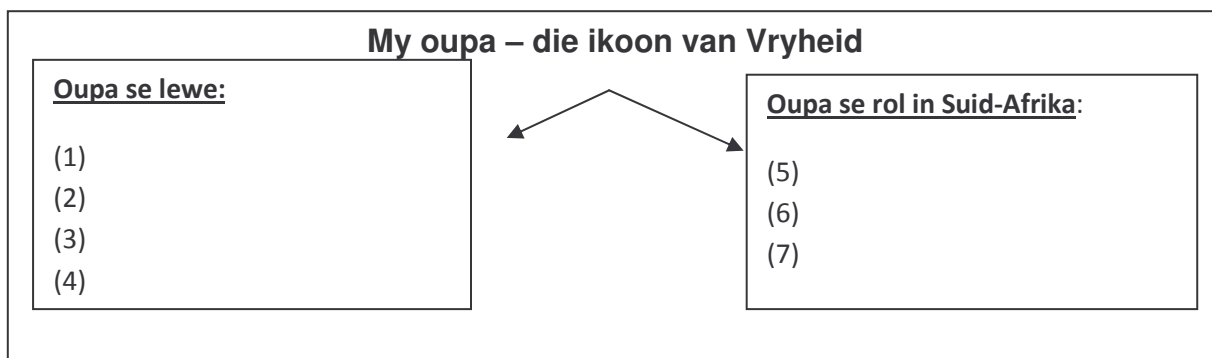 My oupa – die ikoon van Vryheid
Oupa se lewe:
(1)
(2)
(3)
(4)
Oupa se rol in Suid-Afrika:
(5)
(6)
(7)